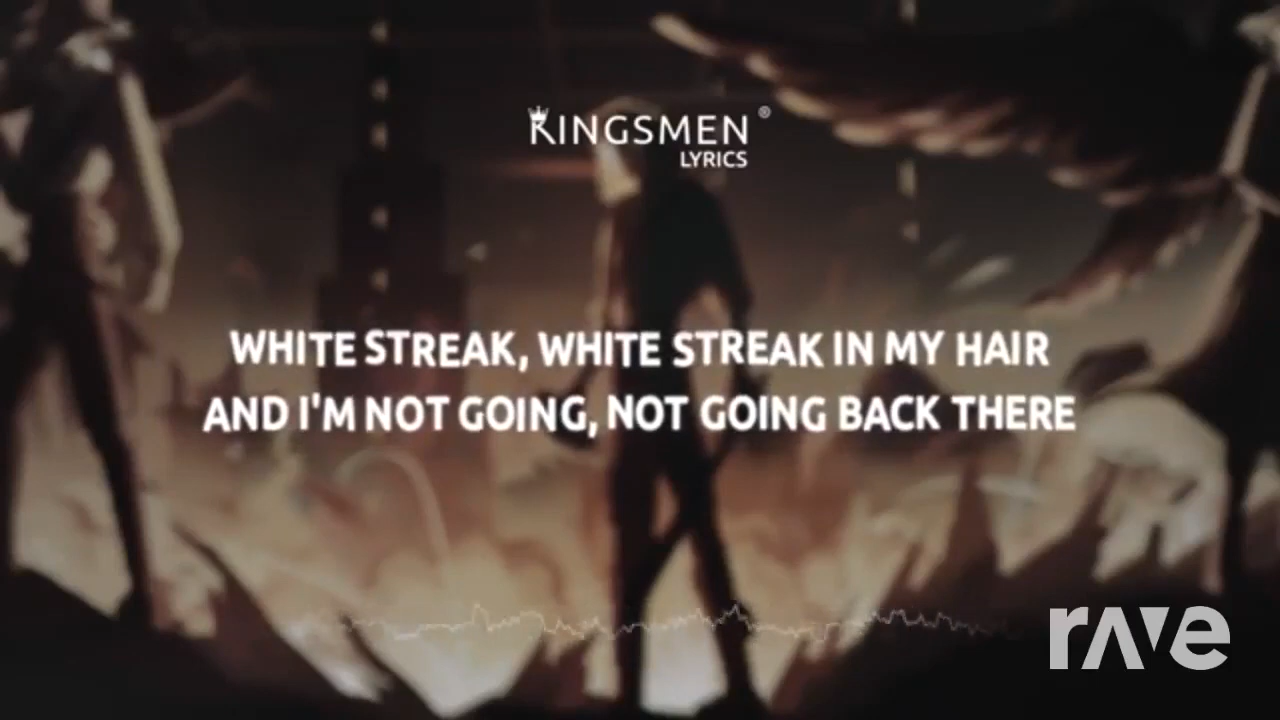 KINGSMEN ®
LYRICS
WHITE STREAK, WHITE STREAK IN MY HAIR
AND I'M NOT GOING, NOT GOING BACK THERE
rave